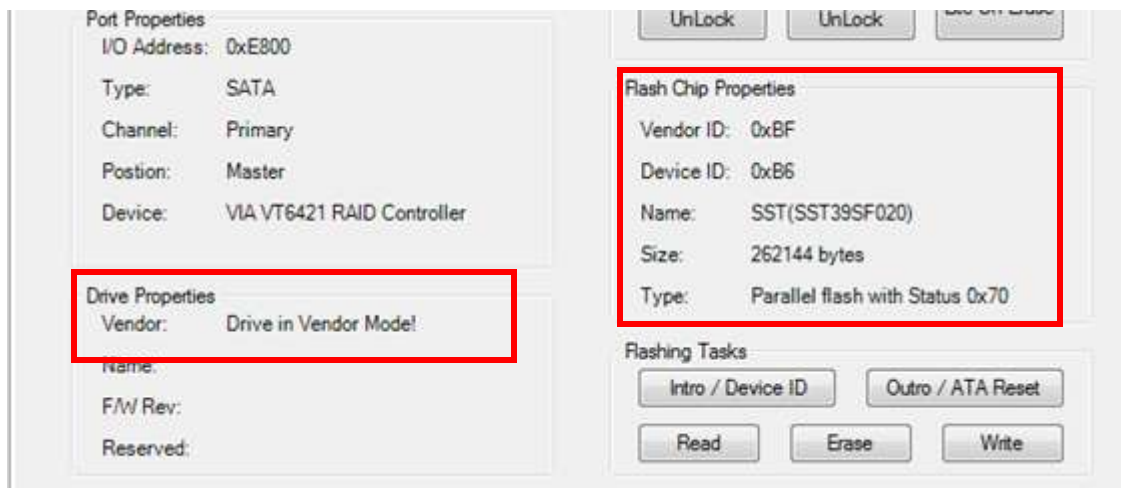 Port Properties
I/O Address: 0xE800
Type: SATA
Channel: Primary
Postion: Master
Device: VIA VT6421 RAID Controller
Drive Properties
Vendor: Drive in Vendor Mode!
Name:
F/W Rev:
Reserved:
UnLock
UnLock
Erase
Flash Chip Properties
Vendor ID: 0xBF
Device ID: 0xB6
Name: SST(SST39SF020)
Size: 262144 bytes
Type: Parallel flash with Status 0x70
Flashing Tasks
Intro / Device ID
Outro / ATA Reset
Read
Erase
Write